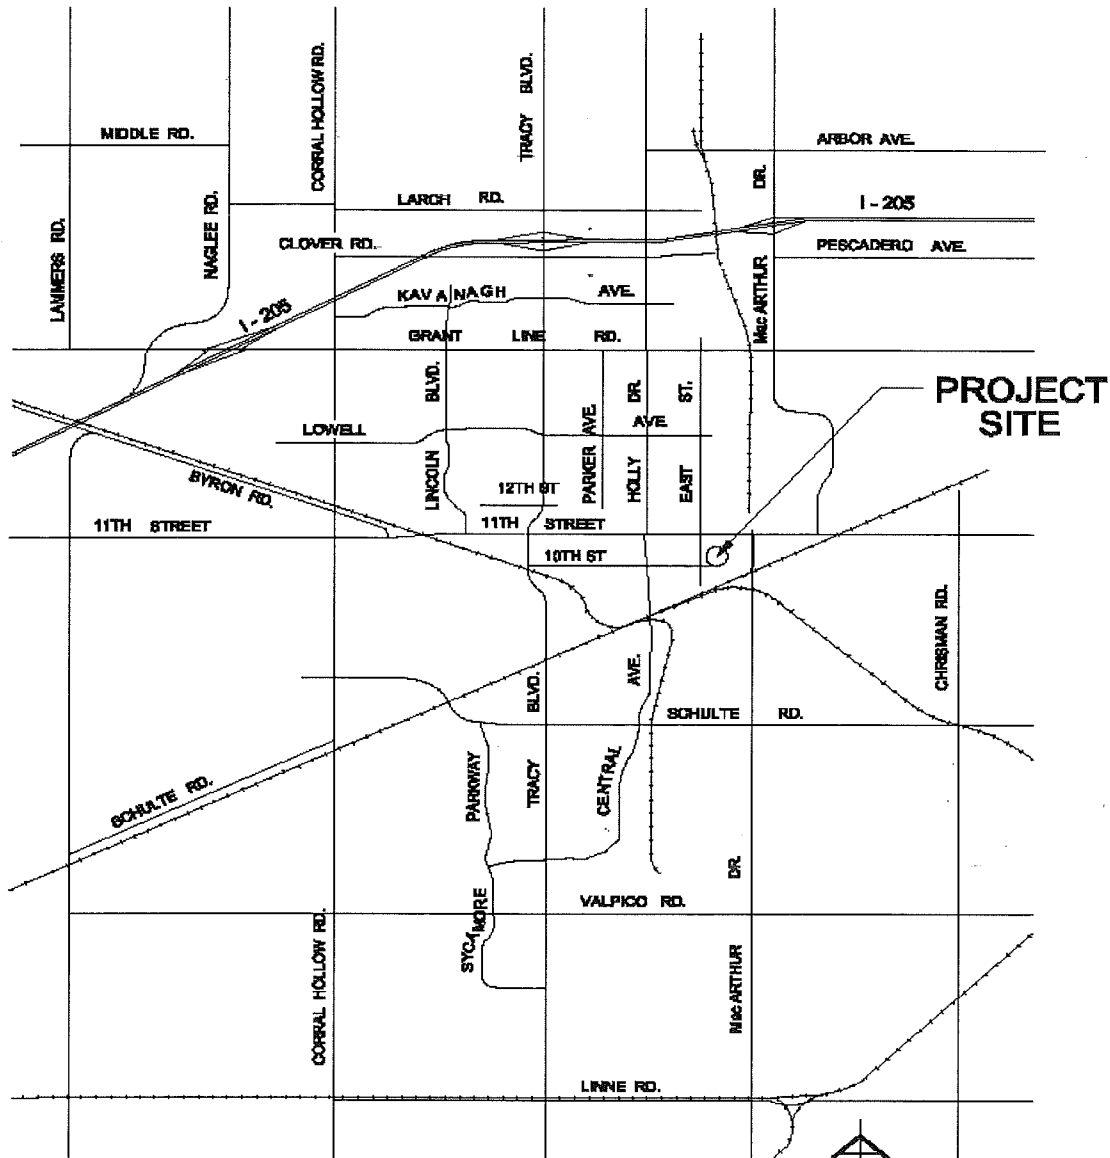 MIDDLE RD.
CORRAL HOLLOW RD.
TRACY BLVD.
ARBOR AVE.
NAGLEE RD.
LARCH RD.
DR.
I - 205
LAMMERS RD.
CLOVER RD.
PESCADERO AVE.
I - 205
KAVANAGH AVE.
MacARTHUR
GRANT LINE RD.
BLVD.
PARKER AVE.
DR.
ST.
PROJECT
SITE
LOWELL
AVE.
BYRON RD.
LINCOLN
12TH ST
HOLLY
EAST
11TH STREET
11TH STREET
10TH ST
CHRISMAN RD.
BLVD.
AVE.
SCHULTE RD.
PARKWAY
TRACY
CENTRAL
SCHULTE RD.
DR.
SYCAMORE
VALPICO RD.
CORRAL HOLLOW RD.
MacARTHUR
LINNE RD.